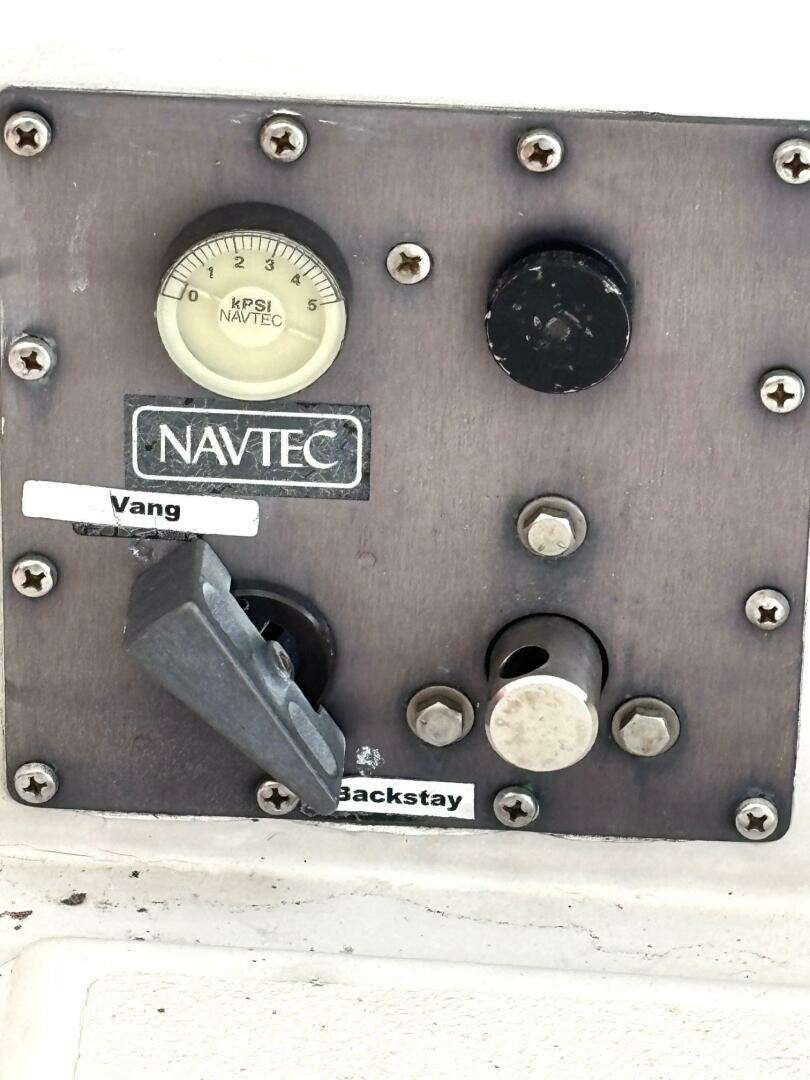 0 1 2 3 4 5
kPSI
NAVTEC
NAVTEC
Vang
Backstay